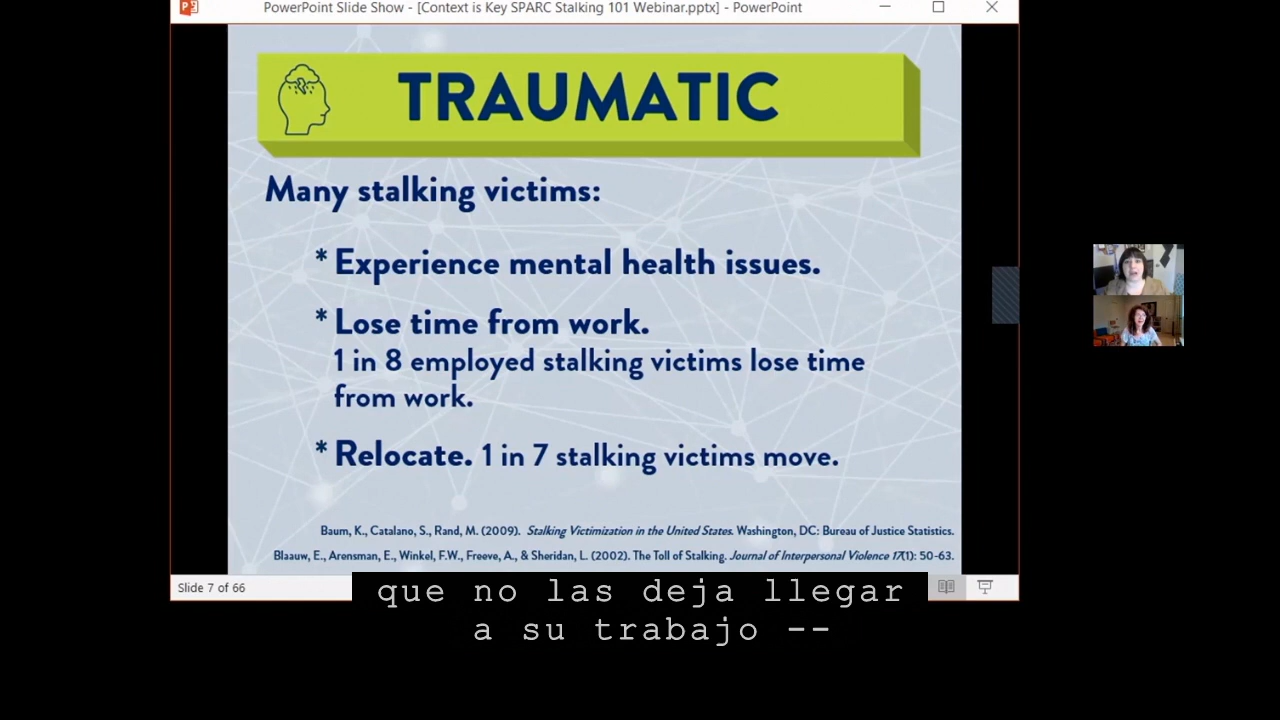 PowerPoint Slide Show - [Context is Key SPARC Stalking 101 Webinar.pptx] - PowerPoint
TRAUMATIC
Many stalking victims:
* Experience mental health issues.
* Lose time from work.
1 in 8 employed stalking victims lose time
from work.
* Relocate. 1 in 7 stalking victims move.
Baum, K., Catalano, S., Rand, M. (2009). Stalking Victimization in the United States. Washington, DC: Bureau of Justice Statistics.
Blaauw, E., Arensman, E., Winkel, F.W., Freeve, A., & Sheridan, L. (2002). The Toll of Stalking. Journal of Interpersonal Violence 17(1): 50-63.
Slide 7 of 66
que no las deja llegar
a su trabajo --